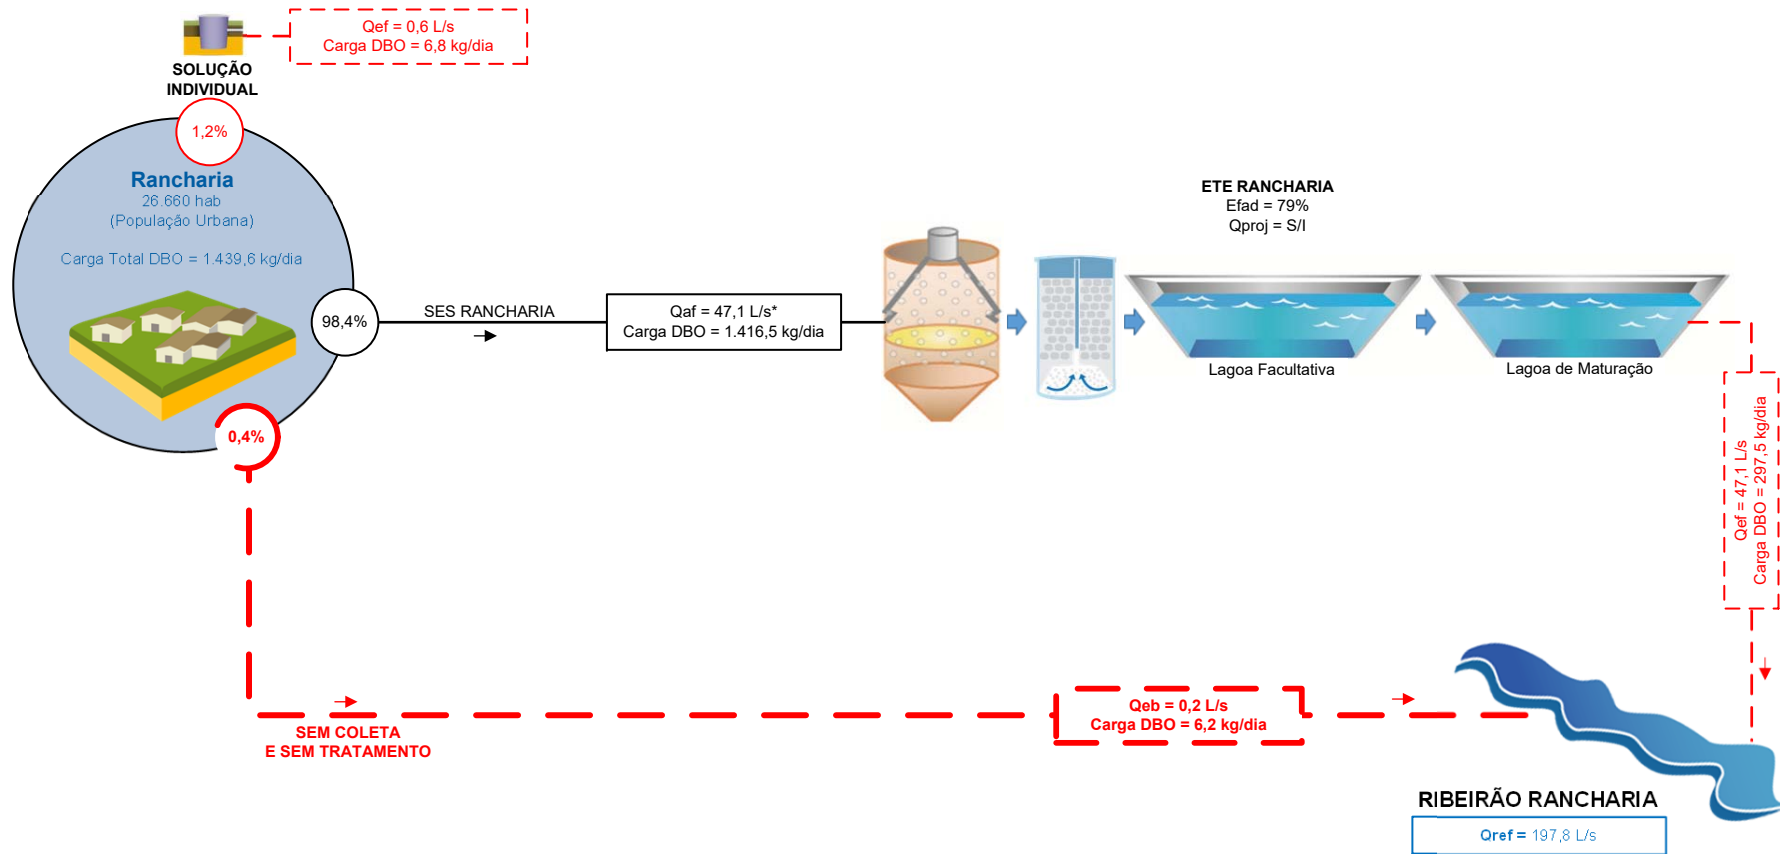 Qef = 0,6 L/s
Carga DBO = 6,8 kg/dia
SOLUÇÃO
INDIVIDUAL
1,2%
Rancharia
26.660 hab
(População Urbana)
Carga Total DBO = 1.439,6 kg/dia
98,4%
SES RANCHARIA
Qaf = 47,1 L/s*
Carga DBO = 1.416,5 kg/dia
ETE RANCHARIA
Efad = 79%
Qproj = S/I
Lagoa Facultativa
Lagoa de Maturação
Qef = 47,1 L/s
Carga DBO = 297,5 kg/dia
0,4%
SEM COLETA
E SEM TRATAMENTO
Qeb = 0,2 L/s
Carga DBO = 6,2 kg/dia
RIBEIRÃO RANCHARIA
Qref = 197,8 L/s